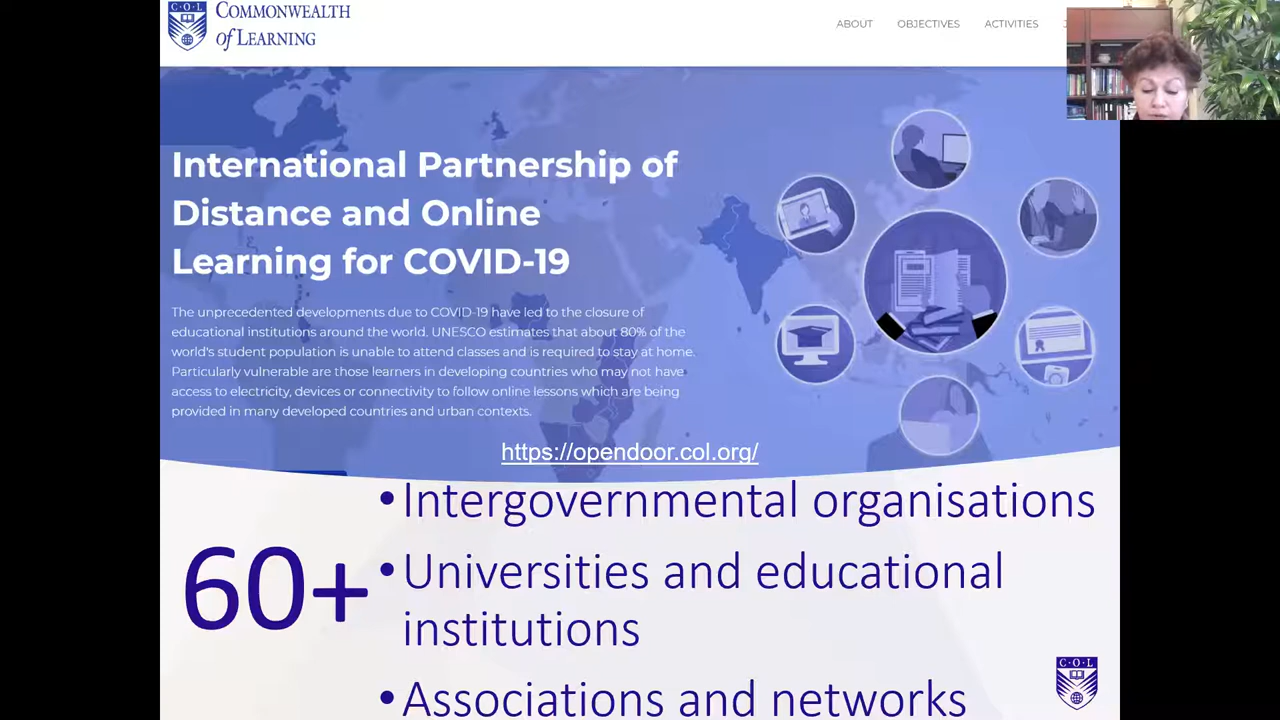 C·O·L
COMMONWEALTH
of LEARNING
ABOUT OBJECTIVES ACTIVITIES
International Partnership of
Distance and Online
Learning for COVID-19
The unprecedented developments due to COVID-19 have led to the closure of
educational institutions around the world. UNESCO estimates that about 80% of the
world's student population is unable to attend classes and is required to stay at home.
Particularly vulnerable are those learners in developing countries who may not have
access to electricity, devices or connectivity to follow online lessons which are being
provided in many developed countries and urban contexts.
https://opendoor.col.org/
60+
•Intergovernmental organisations
•Universities and educational
institutions
•Associations and networks
C·O·L